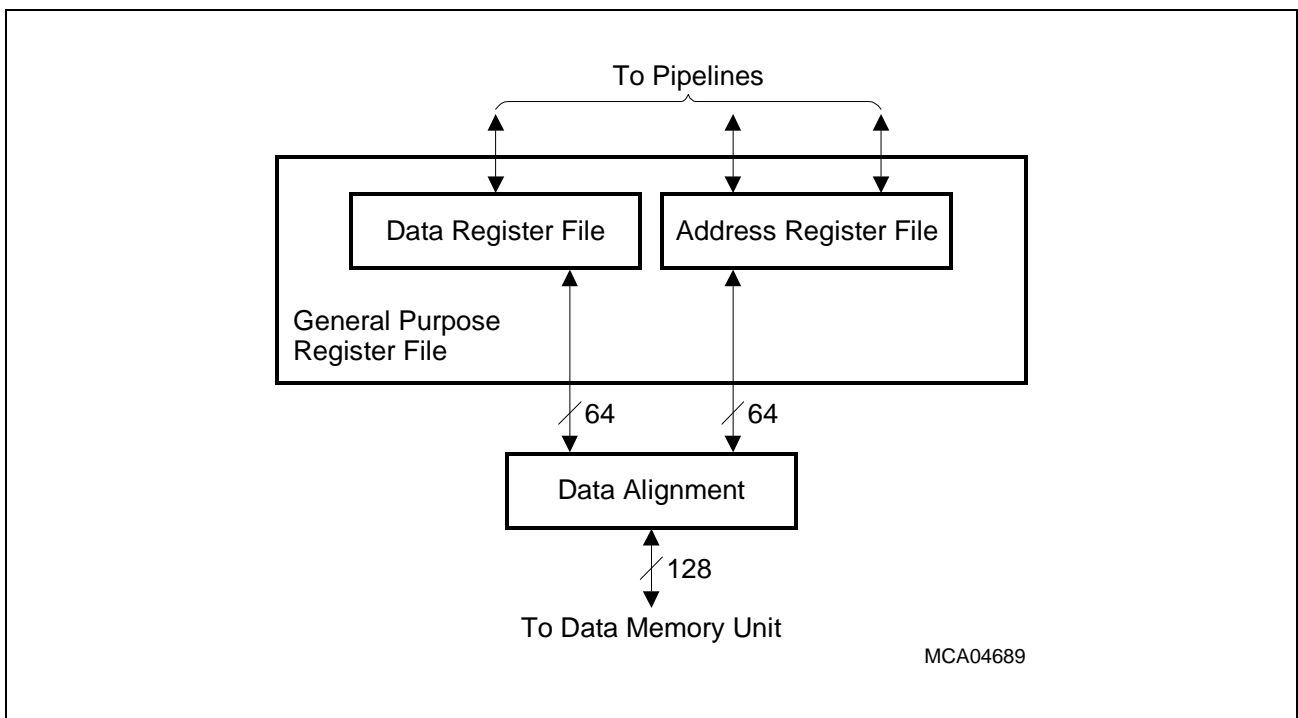 To Pipelines
Data Register File
Address Register File
General Purpose
Register File
64
64
Data Alignment
128
To Data Memory Unit
MCA04689